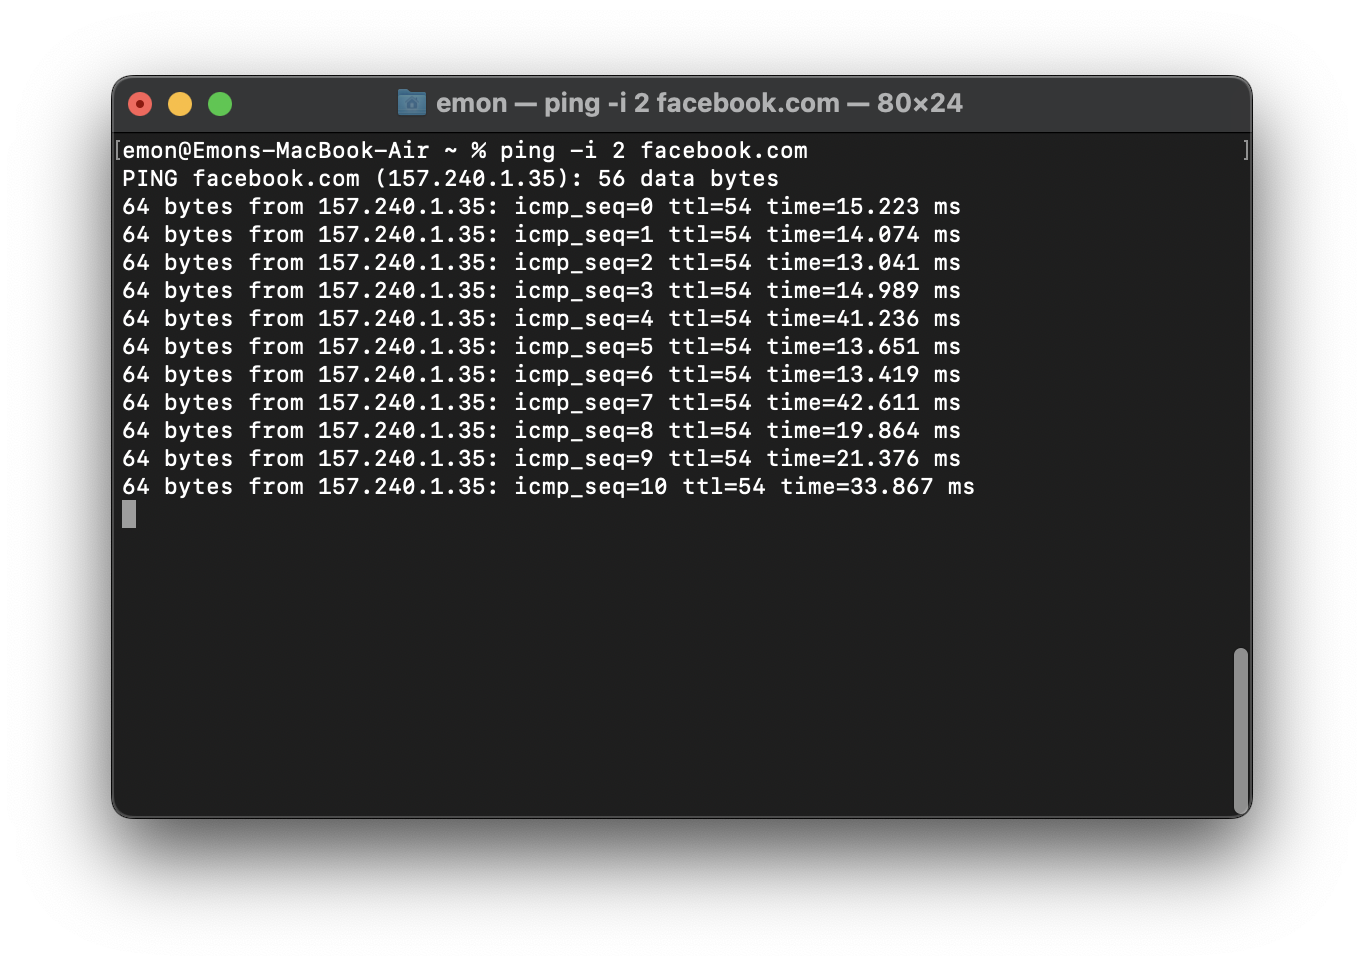 emon — ping -i 2 facebook.com — 80×24
[emon@Emons-MacBook-Air ~ % ping -i 2 facebook.com ]
PING facebook.com (157.240.1.35): 56 data bytes
64 bytes from 157.240.1.35: icmp_seq=0 ttl=54 time=15.223 ms
64 bytes from 157.240.1.35: icmp_seq=1 ttl=54 time=14.074 ms
64 bytes from 157.240.1.35: icmp_seq=2 ttl=54 time=13.041 ms
64 bytes from 157.240.1.35: icmp_seq=3 ttl=54 time=14.989 ms
64 bytes from 157.240.1.35: icmp_seq=4 ttl=54 time=41.236 ms
64 bytes from 157.240.1.35: icmp_seq=5 ttl=54 time=13.651 ms
64 bytes from 157.240.1.35: icmp_seq=6 ttl=54 time=13.419 ms
64 bytes from 157.240.1.35: icmp_seq=7 ttl=54 time=42.611 ms
64 bytes from 157.240.1.35: icmp_seq=8 ttl=54 time=19.864 ms
64 bytes from 157.240.1.35: icmp_seq=9 ttl=54 time=21.376 ms
64 bytes from 157.240.1.35: icmp_seq=10 ttl=54 time=33.867 ms